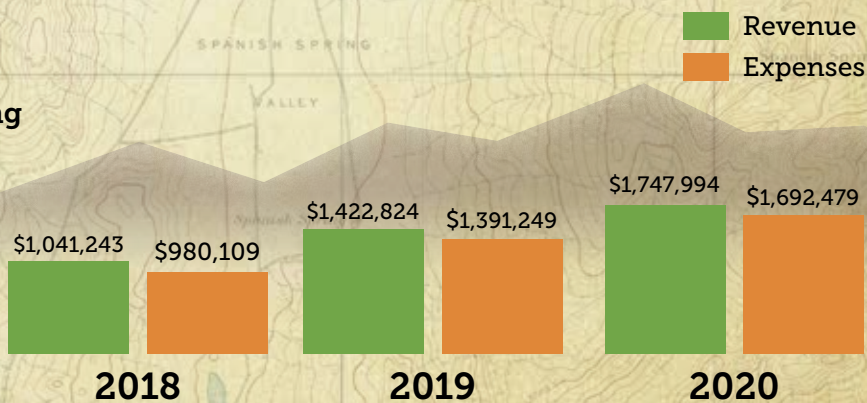 Revenue
Expenses
SPANISH SPRING
VALLEY
$1,041,243
$980,109
$1,422,824
$1,391,249
$1,747,994
$1,692,479
2018
2019
2020